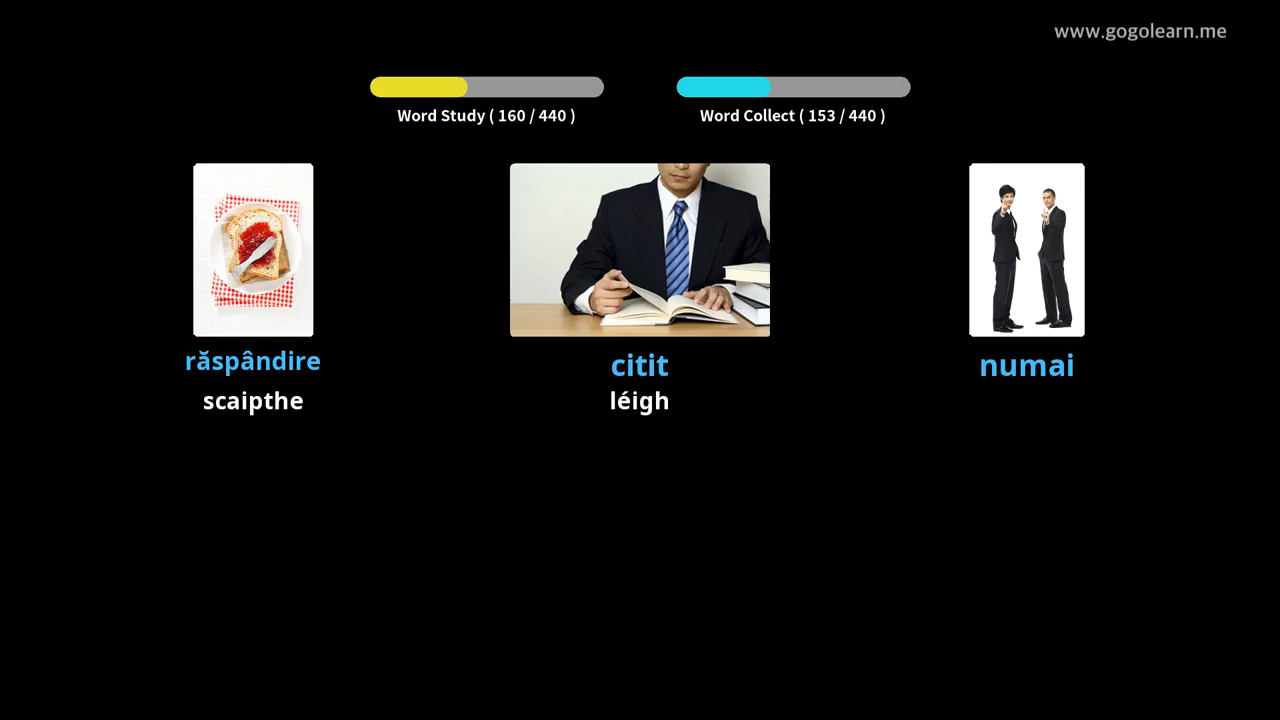 www.gogolearn.me
Word Study ( 160 / 440 )
Word Collect ( 153 / 440 )
răspândire
scaipthe
citit
léigh
numai